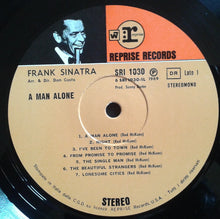 REPRISE RECORDS
FRANK SINATRA
Arr. & Dir. Don Costa
SRI 1030
℗ 1969
Prod. Sonny Burke
DR
Lato 1
STEREOMONO
A MAN ALONE
1 - A MAN ALONE (Rod McKuen)
2 - NIGHT (Rod McKuen)
3 - I'VE BEEN TO TOWN (Rod McKuen)
4 - FROM PROMISE TO PROMISE (Rod McKuen)
5 - THE SINGLE MAN (Rod McKuen)
6 - THE BEAUTIFUL STRANGERS (Rod McKuen)
7 - LONESOME CITIES (Rod McKuen)
STEREO